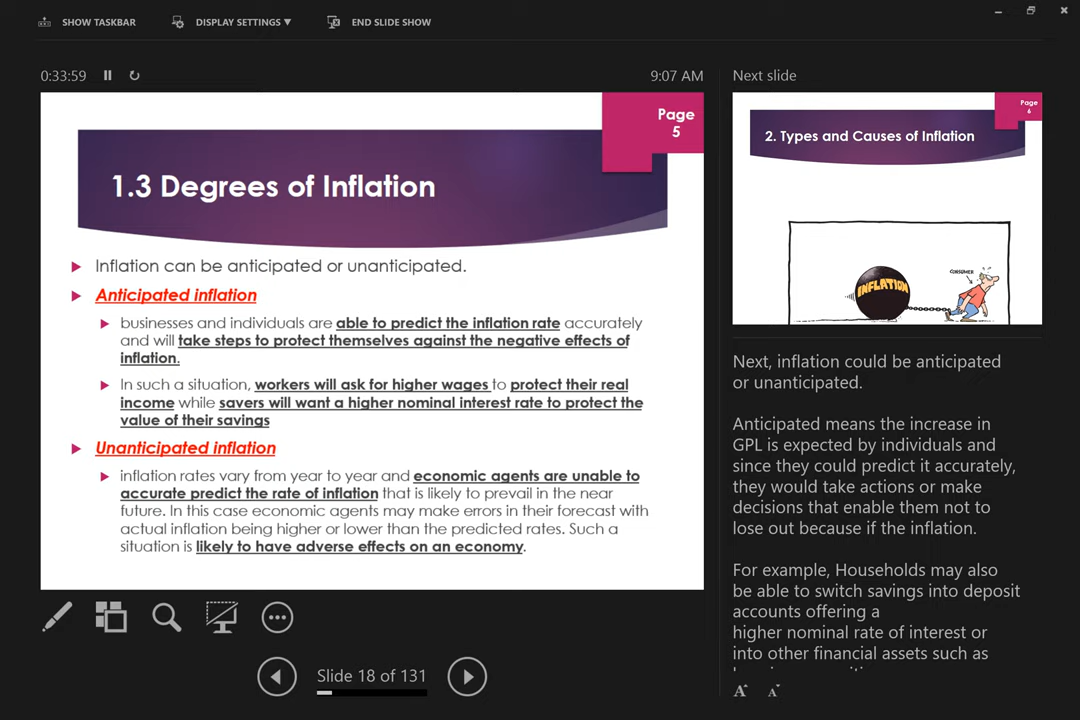 SHOW TASKBAR
DISPLAY SETTINGS ▼
END SLIDE SHOW
0:33:59
9:07 AM
Page
5
1.3 Degrees of Inflation
Inflation can be anticipated or unanticipated.
Anticipated inflation
businesses and individuals are able to predict the inflation rate accurately
and will take steps to protect themselves against the negative effects of
inflation.
In such a situation, workers will ask for higher wages to protect their real
income while savers will want a higher nominal interest rate to protect the
value of their savings
Unanticipated inflation
inflation rates vary from year to year and economic agents are unable to
accurate predict the rate of inflation that is likely to prevail in the near
future. In this case economic agents may make errors in their forecast with
actual inflation being higher or lower than the predicted rates. Such a
situation is likely to have adverse effects on an economy.
Slide 18 of 131
Next slide
Page
6
2. Types and Causes of Inflation
INFLATION
CONSUMER
Next, inflation could be anticipated
or unanticipated.
Anticipated means the increase in
GPL is expected by individuals and
since they could predict it accurately,
they would take actions or make
decisions that enable them not to
lose out because if the inflation.
For example, Households may also
be able to switch savings into deposit
accounts offering a
higher nominal rate of interest or
into other financial assets such as
A A